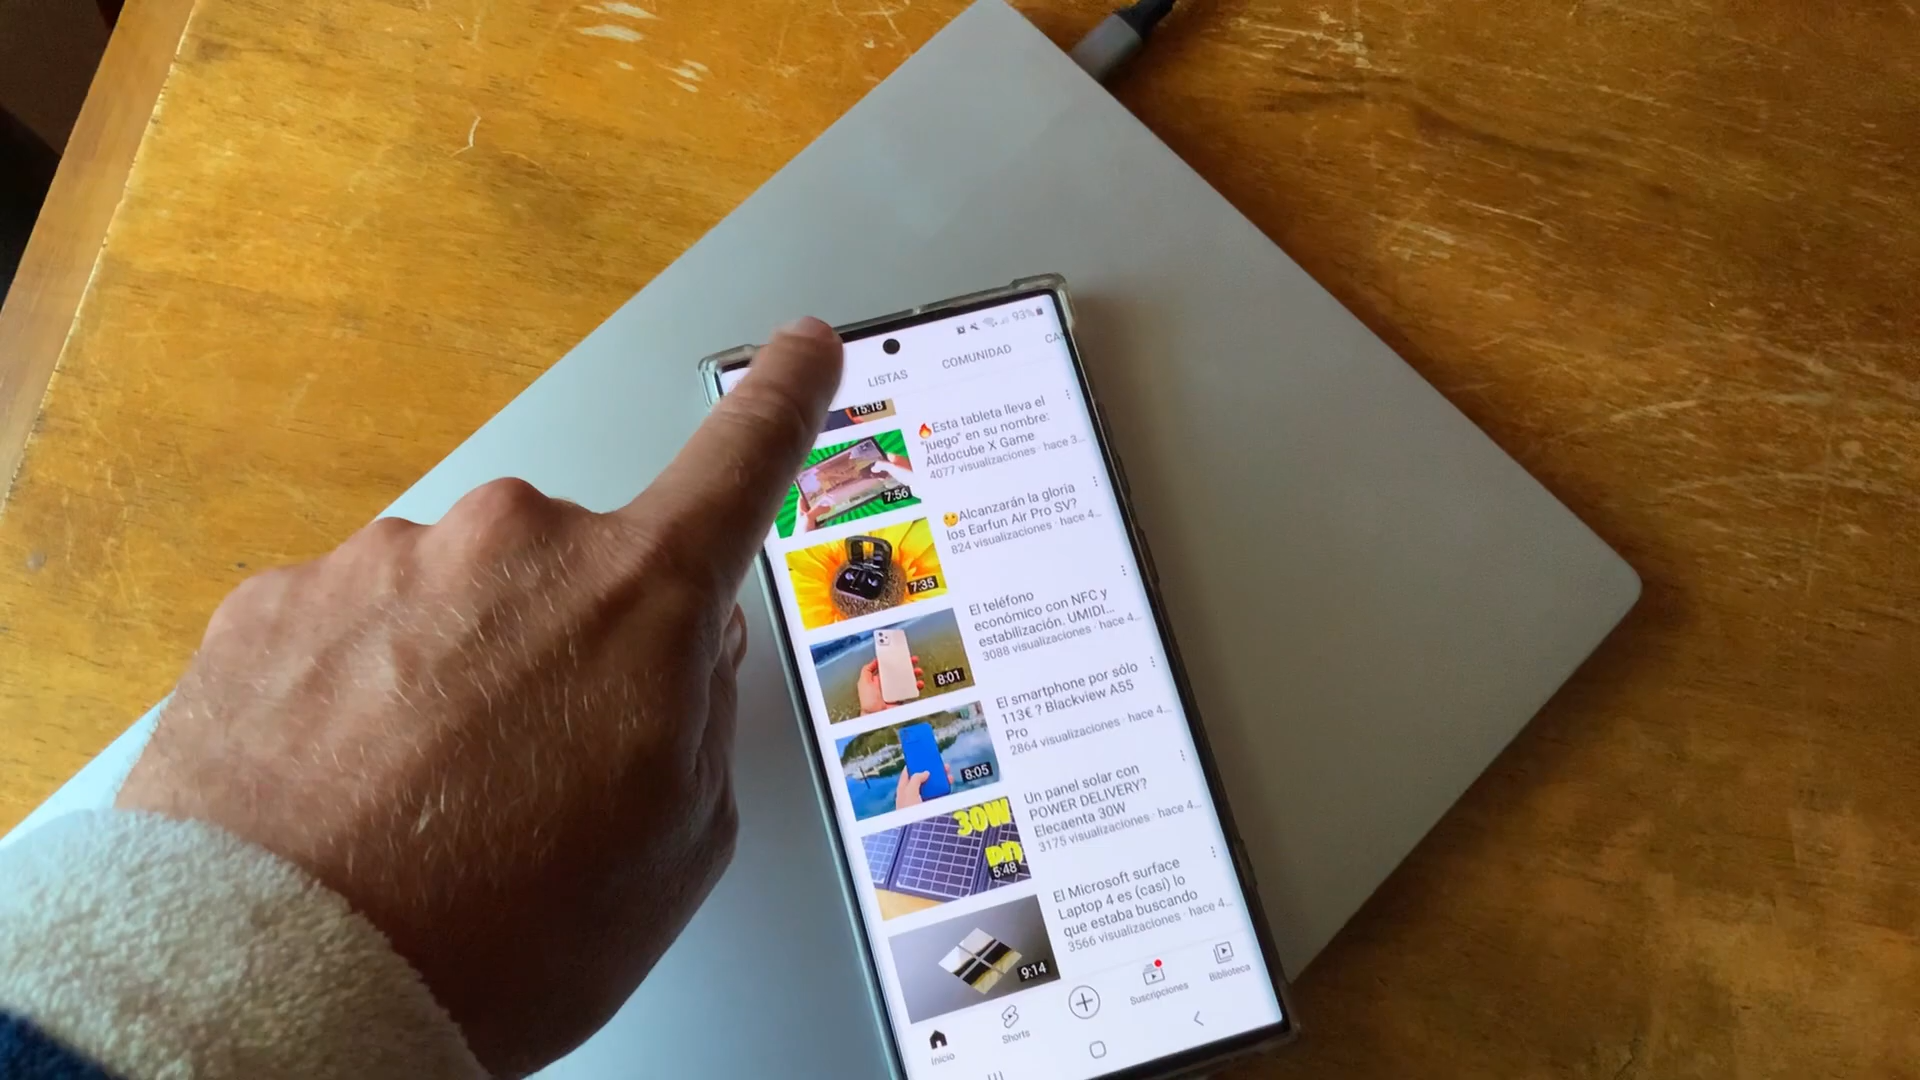 93%
LISTAS
COMUNIDAD
CA
15:18
🔥Esta tableta lleva el
"juego" en su nombre:
Alldocube X Game
4077 visualizaciones · hace 3...
7:56
🤔Alcanzarán la gloria
los Earfun Air Pro SV?
824 visualizaciones · hace 4...
7:35
El teléfono
económico con NFC y
estabilización. UMIDI...
3088 visualizaciones · hace 4...
8:01
El smartphone por sólo
113€ ? Blackview A55
Pro
2864 visualizaciones · hace 4...
8:05
Un panel solar con
POWER DELIVERY?
Elecaenta 30W
3175 visualizaciones · hace 4...
30W
5:48
El Microsoft surface
Laptop 4 es (casi) lo
que estaba buscando
3566 visualizaciones · hace 4...
9:14
Inicio
Shorts
Suscripciones
Biblioteca